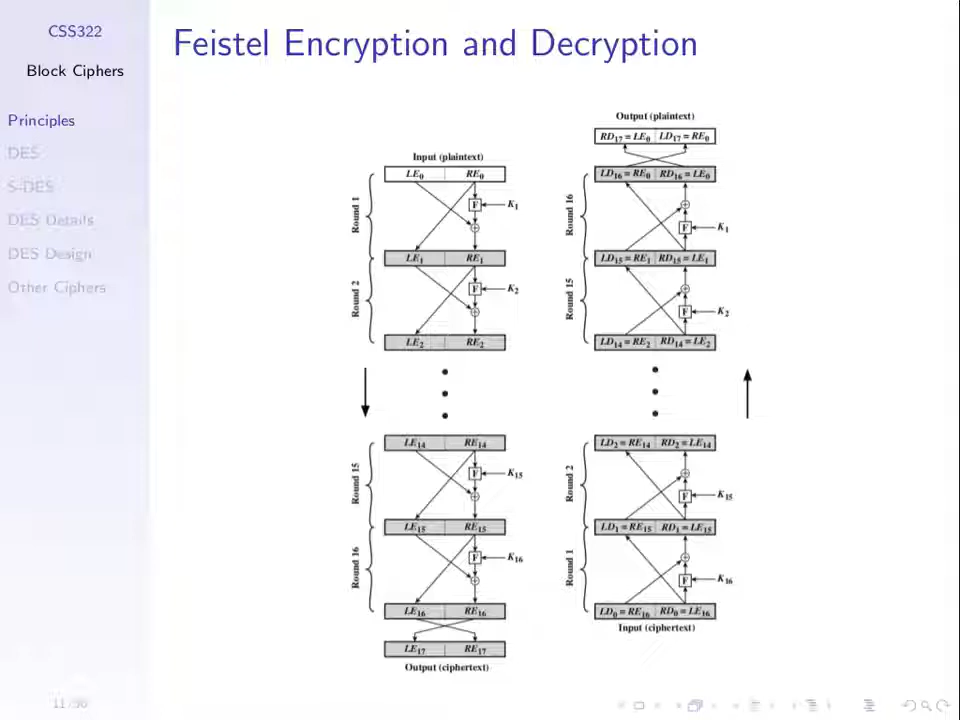 CSS322
Block Ciphers
Principles
DES
S-DES
DES Details
DES Design
Other Ciphers
Feistel Encryption and Decryption
Input (plaintext)
LE0 RE0
Round 1
F K1
LE1 RE1
Round 2
F K2
LE2 RE2
LE14 RE14
Round 15
F K15
LE15 RE15
Round 16
F K16
LE16 RE16
LE17 RE17
Output (ciphertext)
Output (plaintext)
RD17 = LE0 LD17 = RE0
LD16 = RE0 RD16 = LE0
Round 16
F K1
LD15 = RE1 RD15 = LE1
Round 15
F K2
LD14 = RE2 RD14 = LE2
LD2 = RE14 RD2 = LE14
Round 2
F K15
LD1 = RE15 RD1 = LE15
Round 1
F K16
LD0 = RE16 RD0 = LE16
Input (ciphertext)